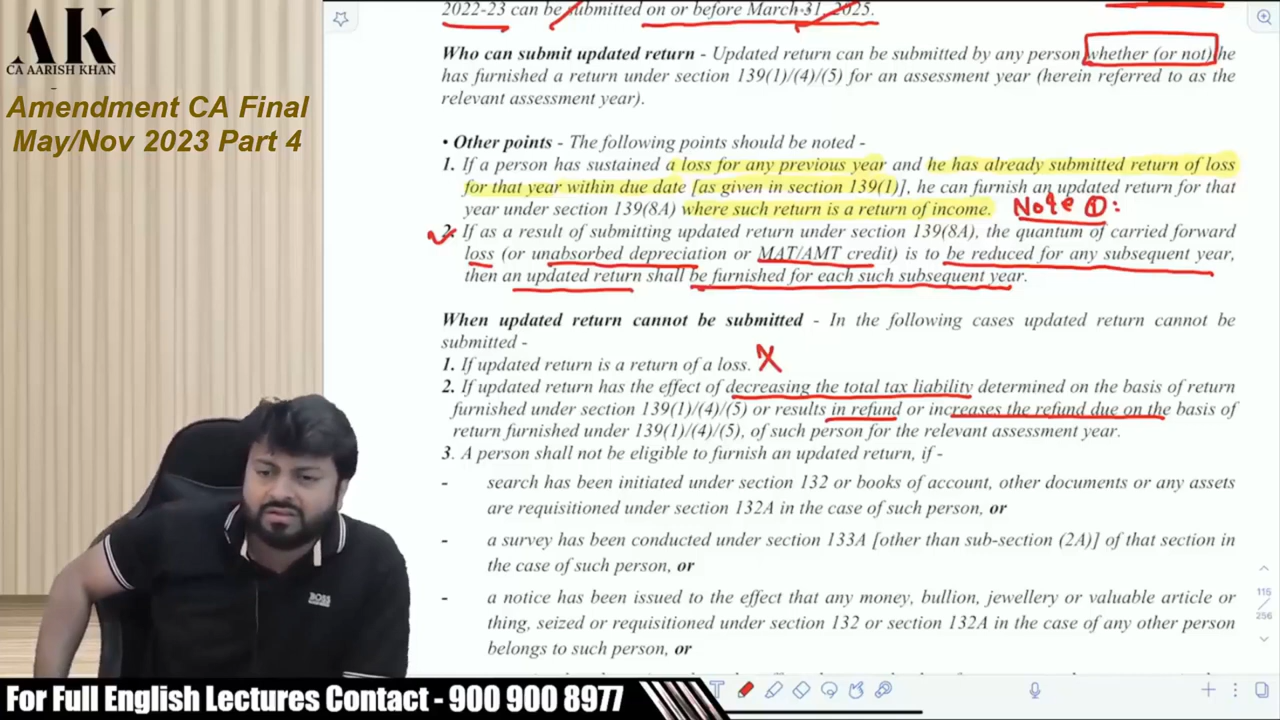 2022-23 can be submitted on or before March 31, 2025.
AK
CA AARISH KHAN
Amendment CA Final
May/Nov 2023 Part 4
Who can submit updated return - Updated return can be submitted by any person whether (or not) he
has furnished a return under section 139(1)/(4)/(5) for an assessment year (herein referred to as the
relevant assessment year).
• Other points - The following points should be noted -
1. If a person has sustained a loss for any previous year and he has already submitted return of loss
for that year within due date [as given in section 139(1)], he can furnish an updated return for that
year under section 139(8A) where such return is a return of income. Note ①:
2. If as a result of submitting updated return under section 139(8A), the quantum of carried forward
loss (or unabsorbed depreciation or MAT/AMT credit) is to be reduced for any subsequent year,
then an updated return shall be furnished for each such subsequent year.
When updated return cannot be submitted - In the following cases updated return cannot be
submitted -
1. If updated return is a return of a loss. X
2. If updated return has the effect of decreasing the total tax liability determined on the basis of return
furnished under section 139(1)/(4)/(5) or results in refund or increases the refund due on the basis of
return furnished under 139(1)/(4)/(5), of such person for the relevant assessment year.
3. A person shall not be eligible to furnish an updated return, if -
- search has been initiated under section 132 or books of account, other documents or any assets
are requisitioned under section 132A in the case of such person, or
- a survey has been conducted under section 133A [other than sub-section (2A)] of that section in
the case of such person, or
- a notice has been issued to the effect that any money, bullion, jewellery or valuable article or
thing, seized or requisitioned under section 132 or section 132A in the case of any other person
belongs to such person, or
115
256
BOSS
For Full English Lectures Contact - 900 900 8977